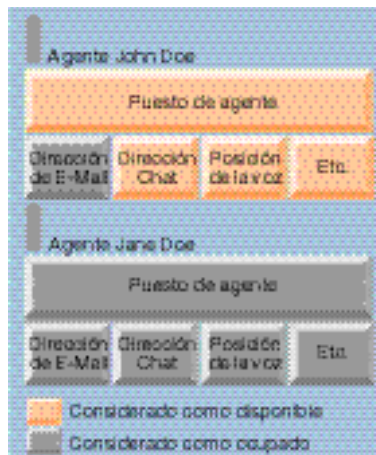 Agente John Doe
Puesto de agente
Dirección de E-Mail
Dirección Chat
Posición de la voz
Etc.
Agente Jane Doe
Puesto de agente
Dirección de E-Mail
Dirección Chat
Posición de la voz
Etc.
Considerado como disponible
Considerado como ocupado